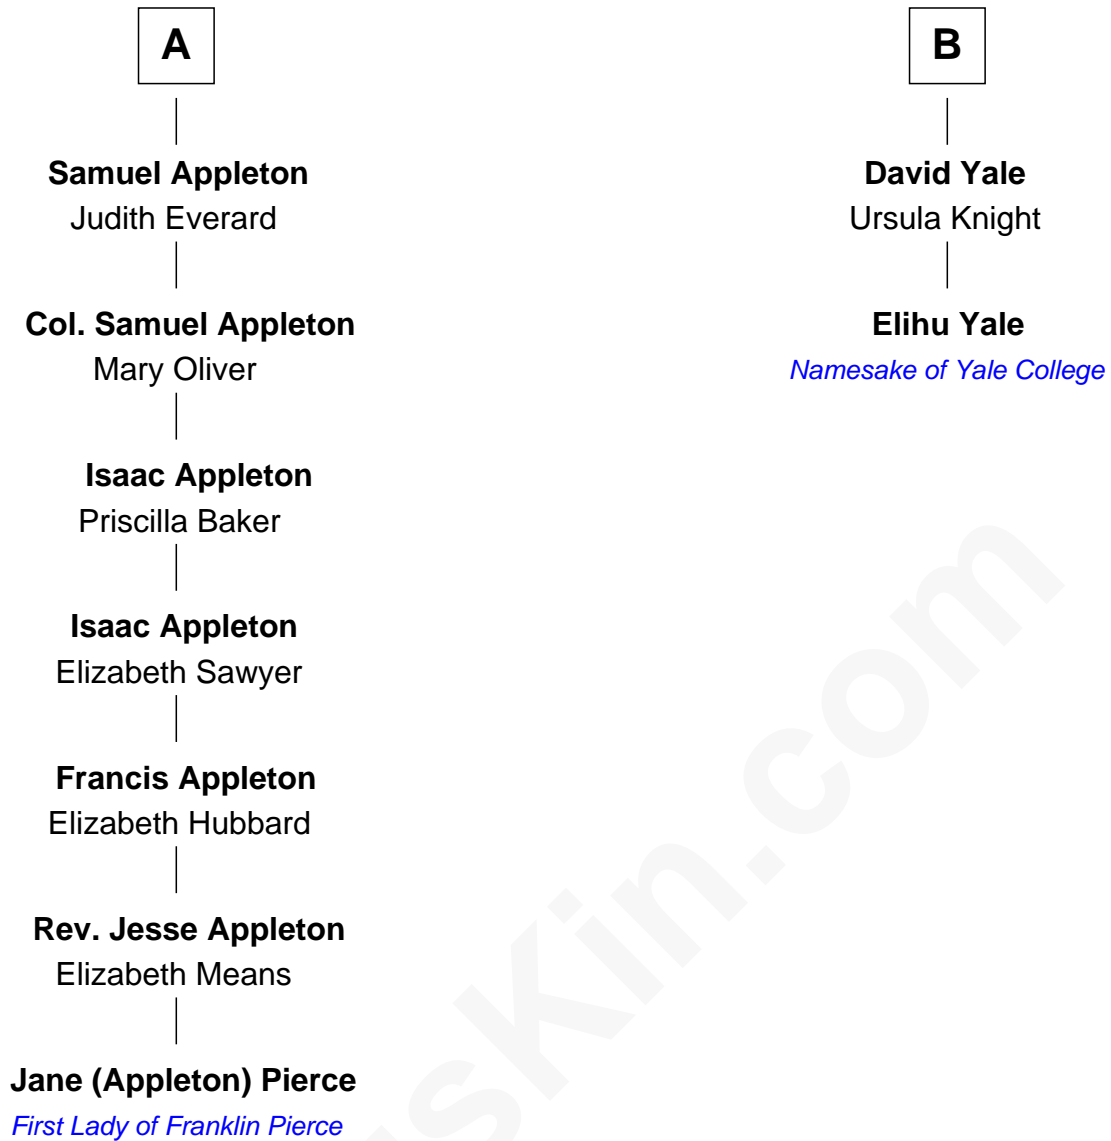 A
Samuel Appleton
Judith Everard
Col. Samuel Appleton
Mary Oliver
Isaac Appleton
Priscilla Baker
Isaac Appleton
Elizabeth Sawyer
Francis Appleton
Elizabeth Hubbard
Rev. Jesse Appleton
Elizabeth Means
Jane (Appleton) Pierce
First Lady of Franklin Pierce
B
David Yale
Ursula Knight
Elihu Yale
Namesake of Yale College
sKin.com